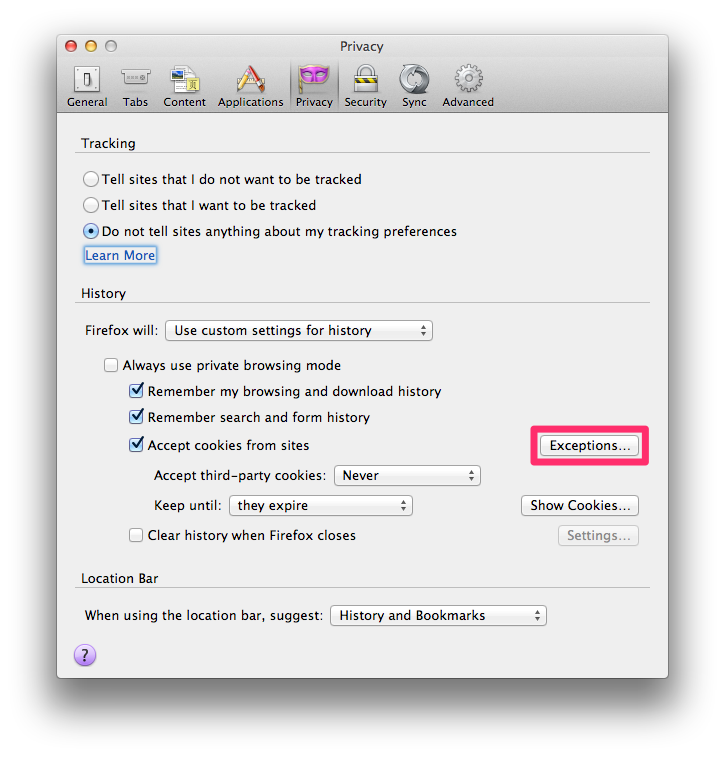 Privacy
General Tabs Content Applications Privacy Security Sync Advanced
Tracking
Tell sites that I do not want to be tracked
Tell sites that I want to be tracked
Do not tell sites anything about my tracking preferences
Learn More
History
Firefox will: Use custom settings for history
Always use private browsing mode
Remember my browsing and download history
Remember search and form history
Accept cookies from sites Exceptions...
Accept third-party cookies: Never
Keep until: they expire Show Cookies...
Clear history when Firefox closes Settings...
Location Bar
When using the location bar, suggest: History and Bookmarks
?